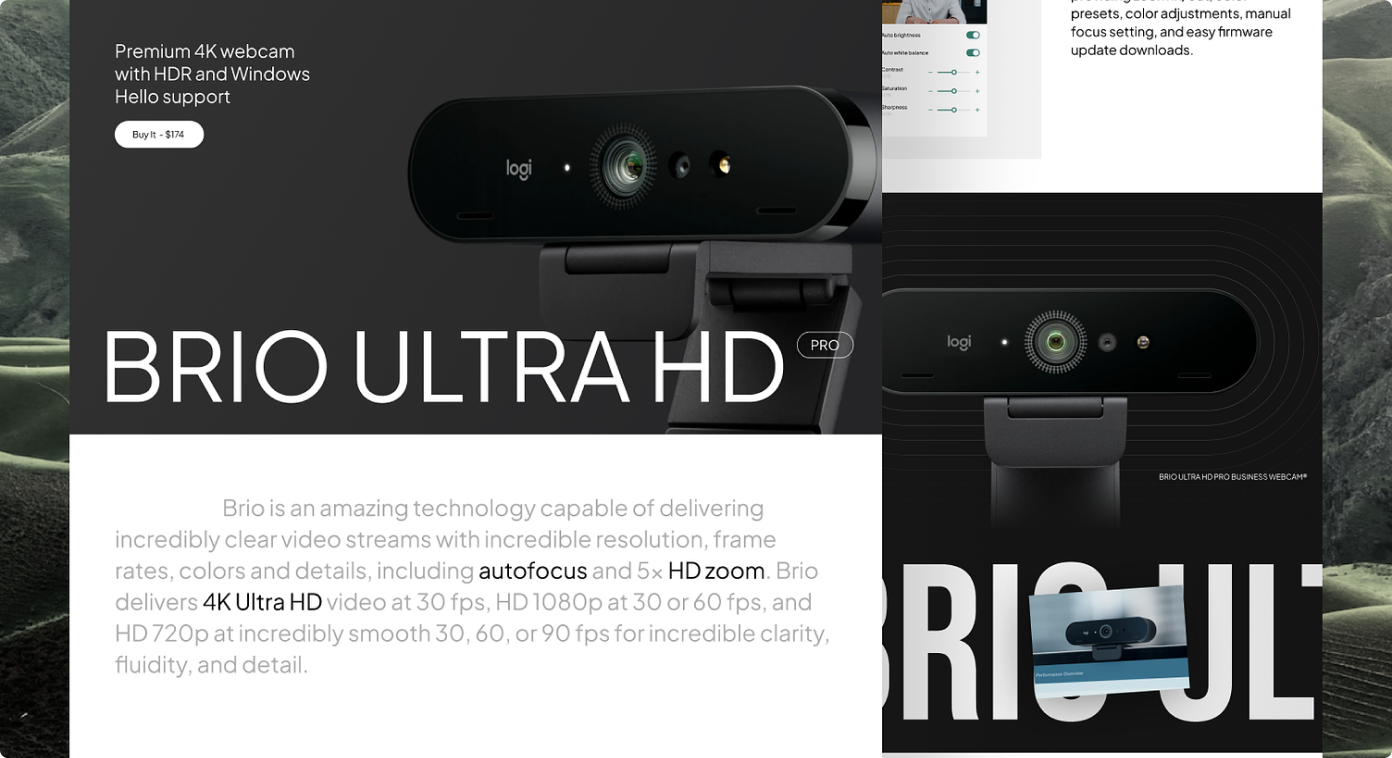 Premium 4K webcam
with HDR and Windows
Hello support
Buy It - $174
logi
BRIO ULTRA HD
PRO
Brio is an amazing technology capable of delivering
incredibly clear video streams with incredible resolution, frame
rates, colors and details, including autofocus and 5x HD zoom. Brio
delivers 4K Ultra HD video at 30 fps, HD 1080p at 30 or 60 fps, and
HD 720p at incredibly smooth 30, 60, or 90 fps for incredible clarity,
fluidity, and detail.
presets, color adjustments, manual
focus setting, and easy firmware
update downloads.
Auto brightness
Auto white balance
Contrast
Saturation
Sharpness
logi
BRIO ULTRA HD PRO BUSINESS WEBCAM®
BRIO ULT
Performance Overview